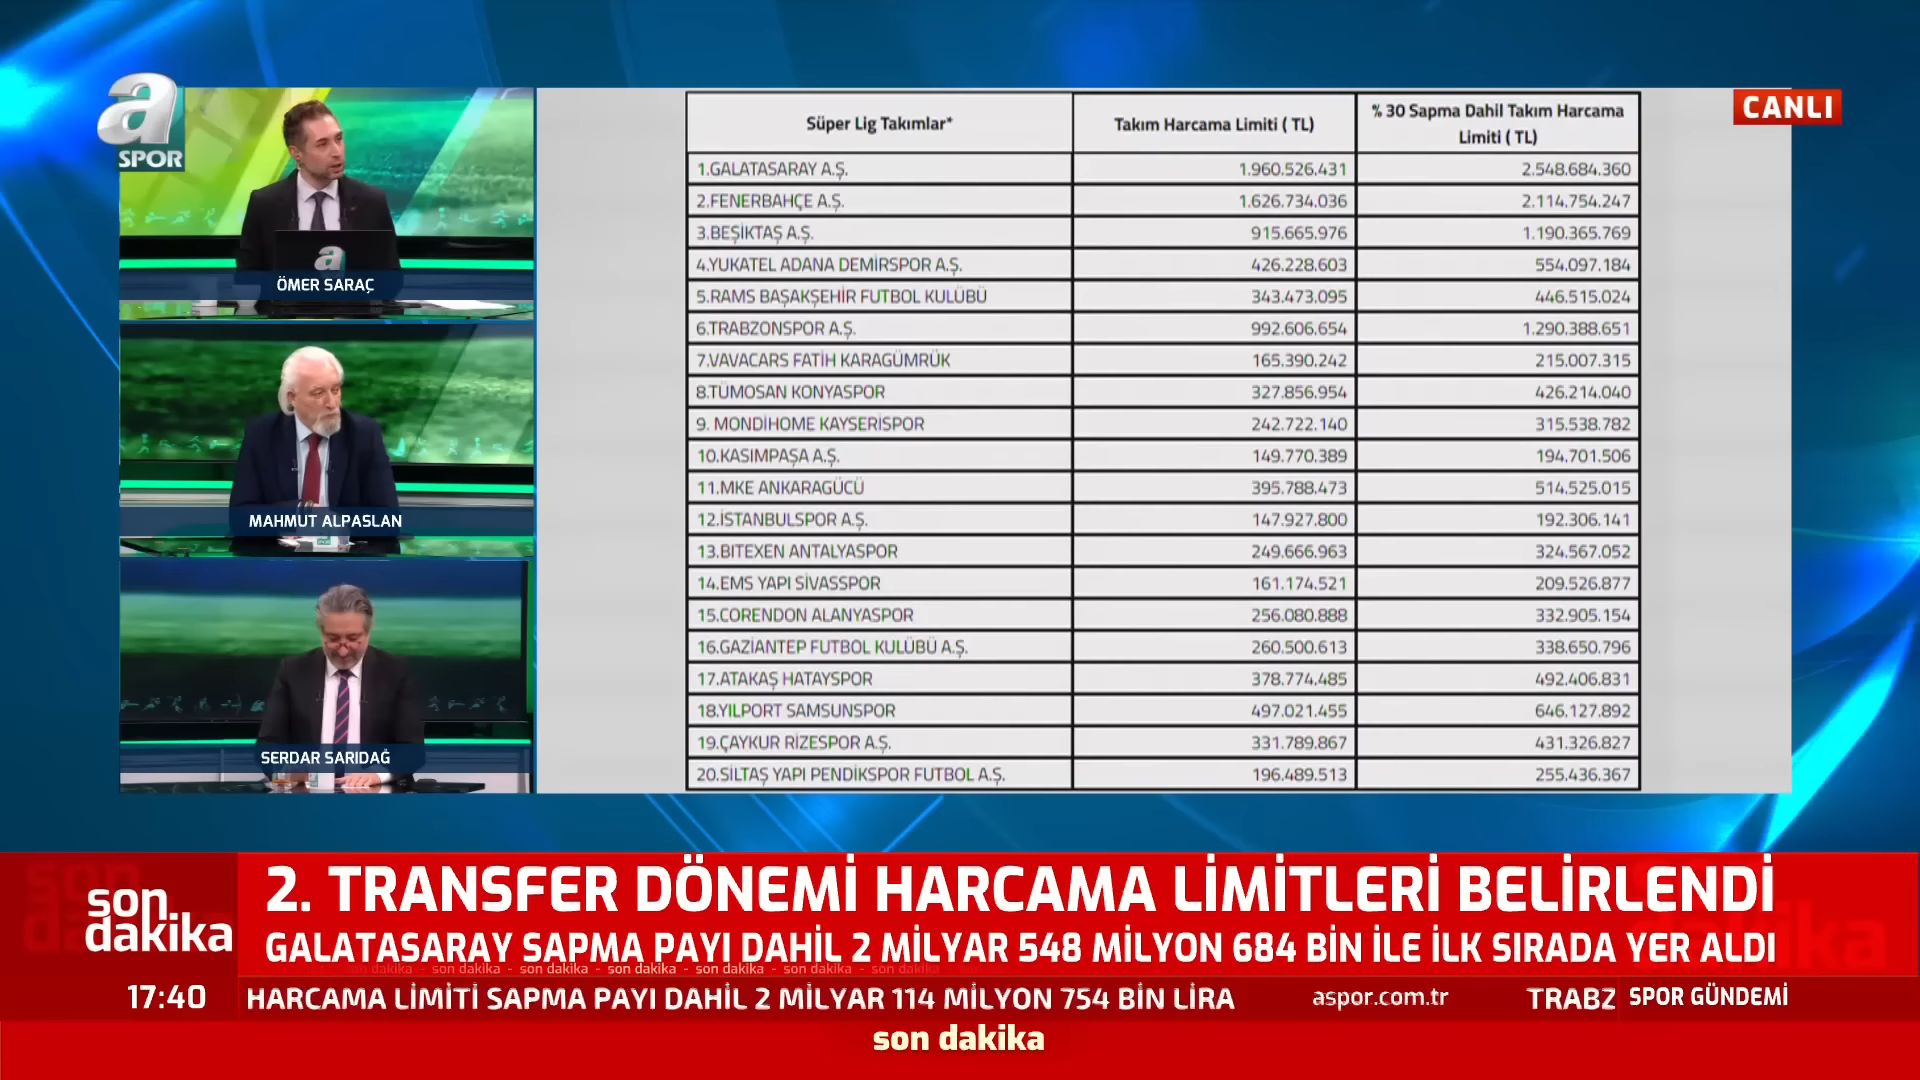 a
SPOR
CANLI
ÖMER SARAÇ
MAHMUT ALPASLAN
SERDAR SARIDAĞ
Süper Lig Takımlar* Takım Harcama Limiti ( TL) % 30 Sapma Dahil Takım Harcama Limiti ( TL)
1.GALATASARAY A.Ş. 1.960.526.431 2.548.684.360
2.FENERBAHÇE A.Ş. 1.626.734.036 2.114.754.247
3.BEŞİKTAŞ A.Ş. 915.665.976 1.190.365.769
4.YUKATEL ADANA DEMİRSPOR A.Ş. 426.228.603 554.097.184
5.RAMS BAŞAKŞEHİR FUTBOL KULÜBÜ 343.473.095 446.515.024
6.TRABZONSPOR A.Ş. 992.606.654 1.290.388.651
7.VAVACARS FATİH KARAGÜMRÜK 165.390.242 215.007.315
8.TÜMOSAN KONYASPOR 327.856.954 426.214.040
9. MONDİHOME KAYSERİSPOR 242.722.140 315.538.782
10.KASIMPAŞA A.Ş. 149.770.389 194.701.506
11.MKE ANKARAGÜCÜ 395.788.473 514.525.015
12.İSTANBULSPOR A.Ş. 147.927.800 192.306.141
13.BITEXEN ANTALYASPOR 249.666.963 324.567.052
14.EMS YAPI SİVASSPOR 161.174.521 209.526.877
15.CORENDON ALANYASPOR 256.080.888 332.905.154
16.GAZİANTEP FUTBOL KULÜBÜ A.Ş. 260.500.613 338.650.796
17.ATAKAŞ HATAYSPOR 378.774.485 492.406.831
18.YILPORT SAMSUNSPOR 497.021.455 646.127.892
19.ÇAYKUR RİZESPOR A.Ş. 331.789.867 431.326.827
20.SİLTAŞ YAPI PENDİKSPOR FUTBOL A.Ş. 196.489.513 255.436.367
son dakika
2. TRANSFER DÖNEMİ HARCAMA LİMİTLERİ BELİRLENDİ
GALATASARAY SAPMA PAYI DAHİL 2 MİLYAR 548 MİLYON 684 BİN İLE İLK SIRADA YER ALDI
son dakika - son dakika - son dakika - son dakika - son dakika - son dakika - son dakika
17:40 HARCAMA LİMİTİ SAPMA PAYI DAHİL 2 MİLYAR 114 MİLYON 754 BİN LİRA aspor.com.tr TRABZ SPOR GÜNDEMİ
son dakika